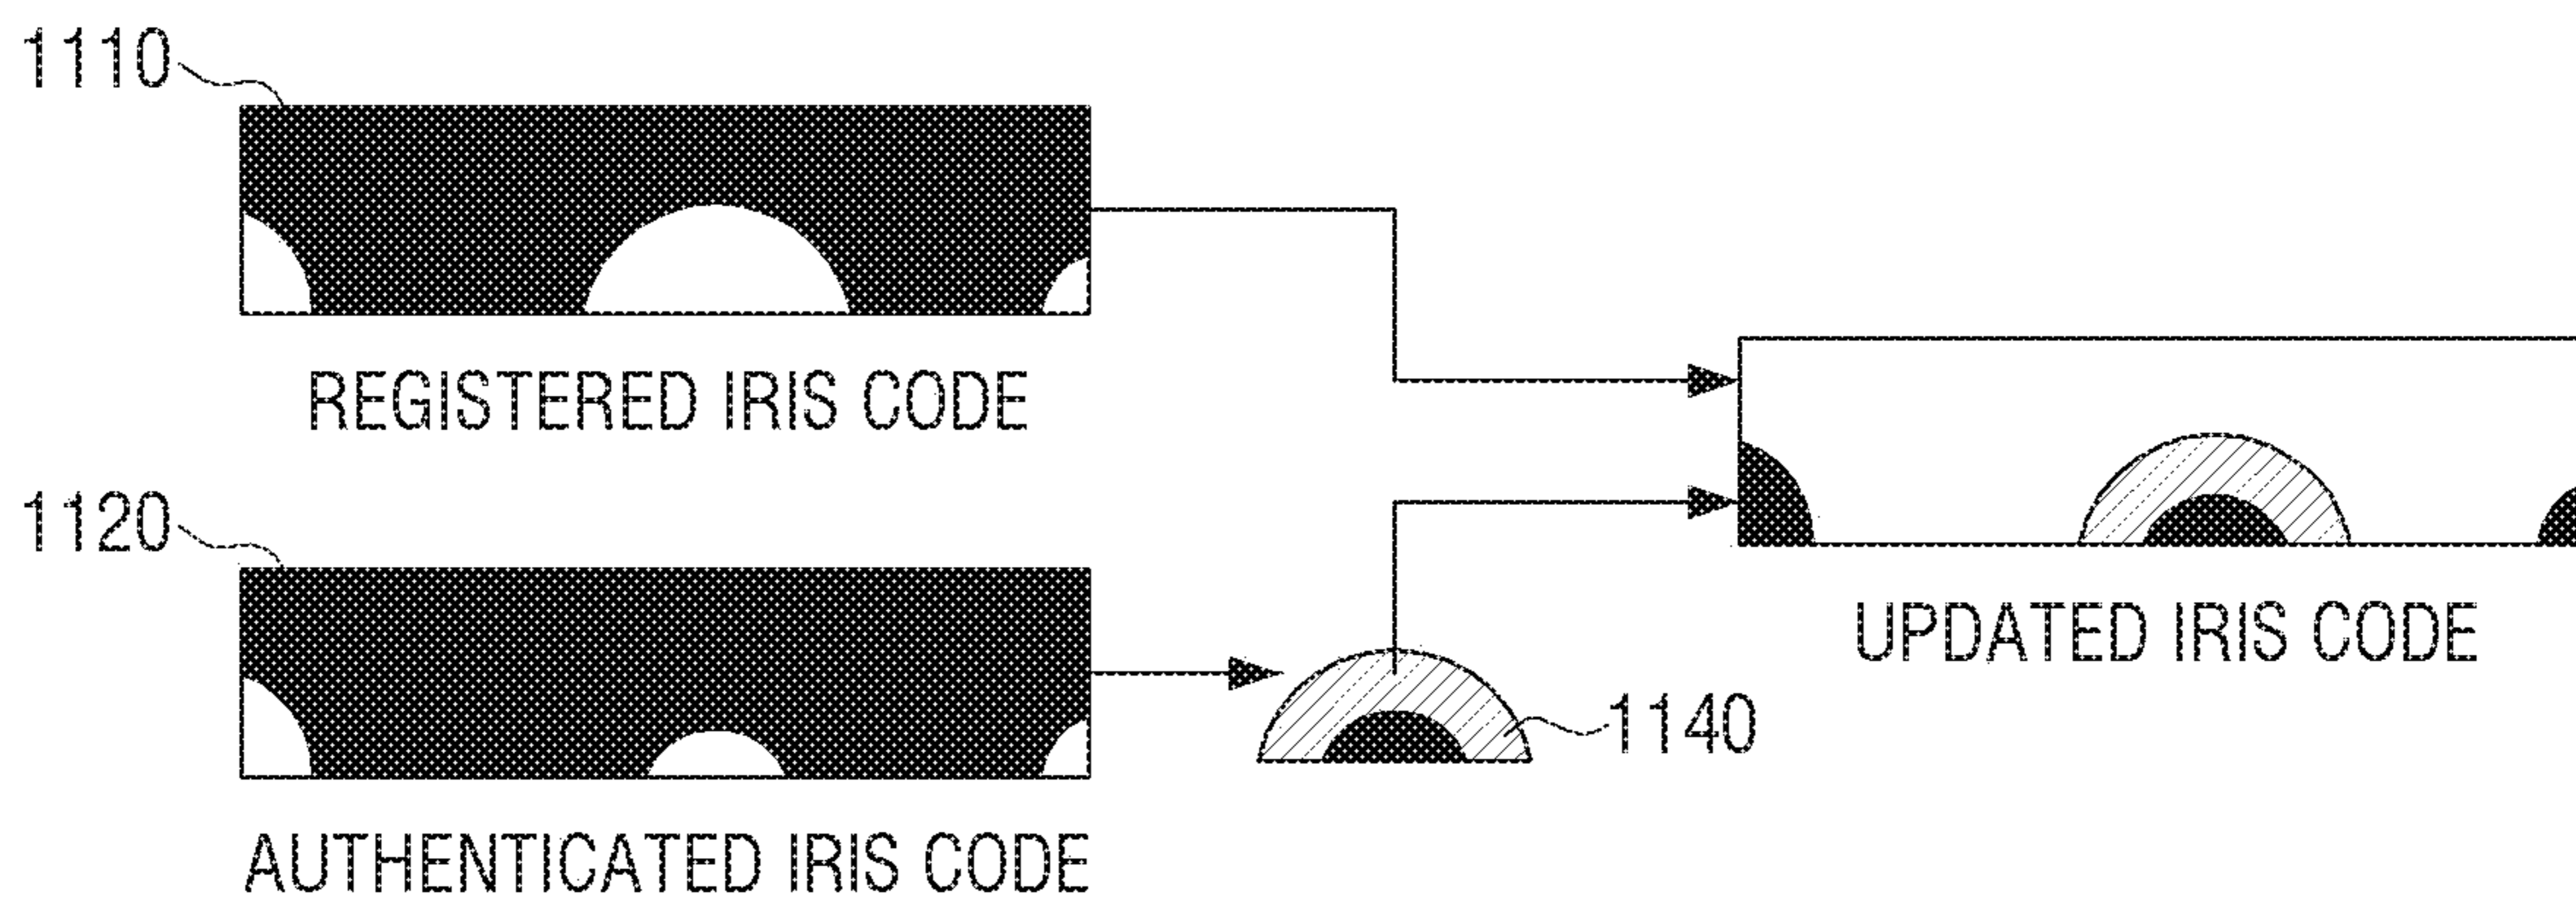 1110
REGISTERED IRIS CODE
1120
AUTHENTICATED IRIS CODE
1140
UPDATED IRIS CODE